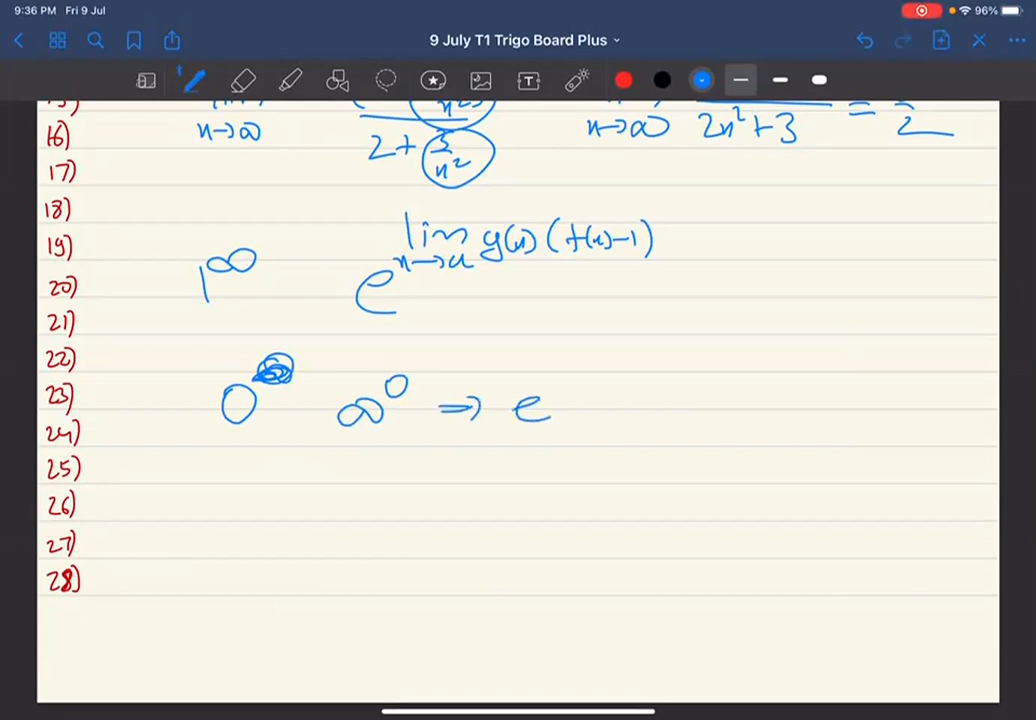 9:36 PM Fri 9 Jul 96%
9 July T1 Trigo Board Plus
T
16) n→∞ 2 + 3/n² n→∞ 2n²+3 = 2
17)
18)
19) lim g(n) (f(n)-1)
20) 1^∞ e n→a
21)
22)
23) 0 ∞^0 ⇒ e
24)
25)
26)
27)
28)